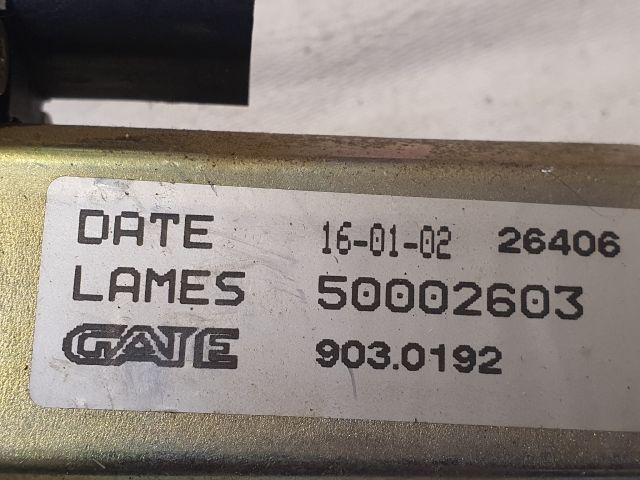 DATE 16-01-02 26406
LAMES 50002603
GATE 903.0192